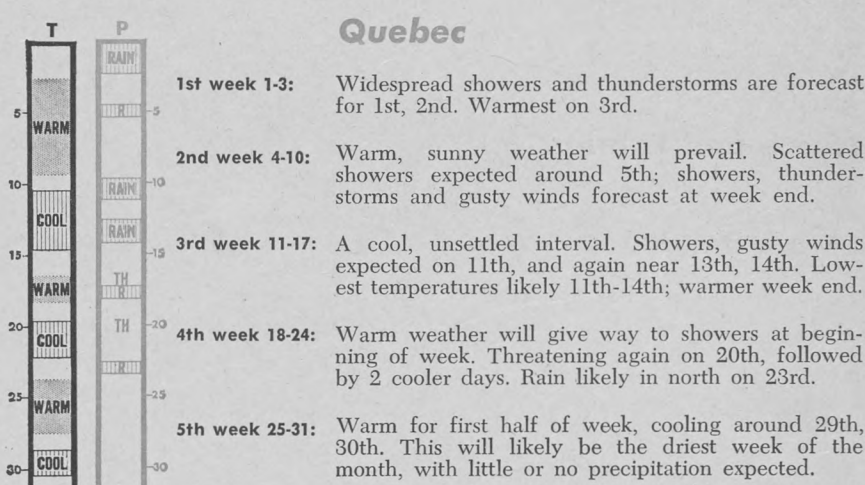 Quebec
T P
RAIN
5 R 5
WARM
10 RAIN 10
COOL
RAIN
15 15
TH
WARM R
20 TH 20
COOL
R
25 25
WARM
COOL
30 30
1st week 1-3: Widespread showers and thunderstorms are forecast
for 1st, 2nd. Warmest on 3rd.
2nd week 4-10: Warm, sunny weather will prevail. Scattered
showers expected around 5th; showers, thunder-
storms and gusty winds forecast at week end.
3rd week 11-17: A cool, unsettled interval. Showers, gusty winds
expected on 11th, and again near 13th, 14th. Low-
est temperatures likely 11th-14th; warmer week end.
4th week 18-24: Warm weather will give way to showers at begin-
ning of week. Threatening again on 20th, followed
by 2 cooler days. Rain likely in north on 23rd.
5th week 25-31: Warm for first half of week, cooling around 29th,
30th. This will likely be the driest week of the
month, with little or no precipitation expected.